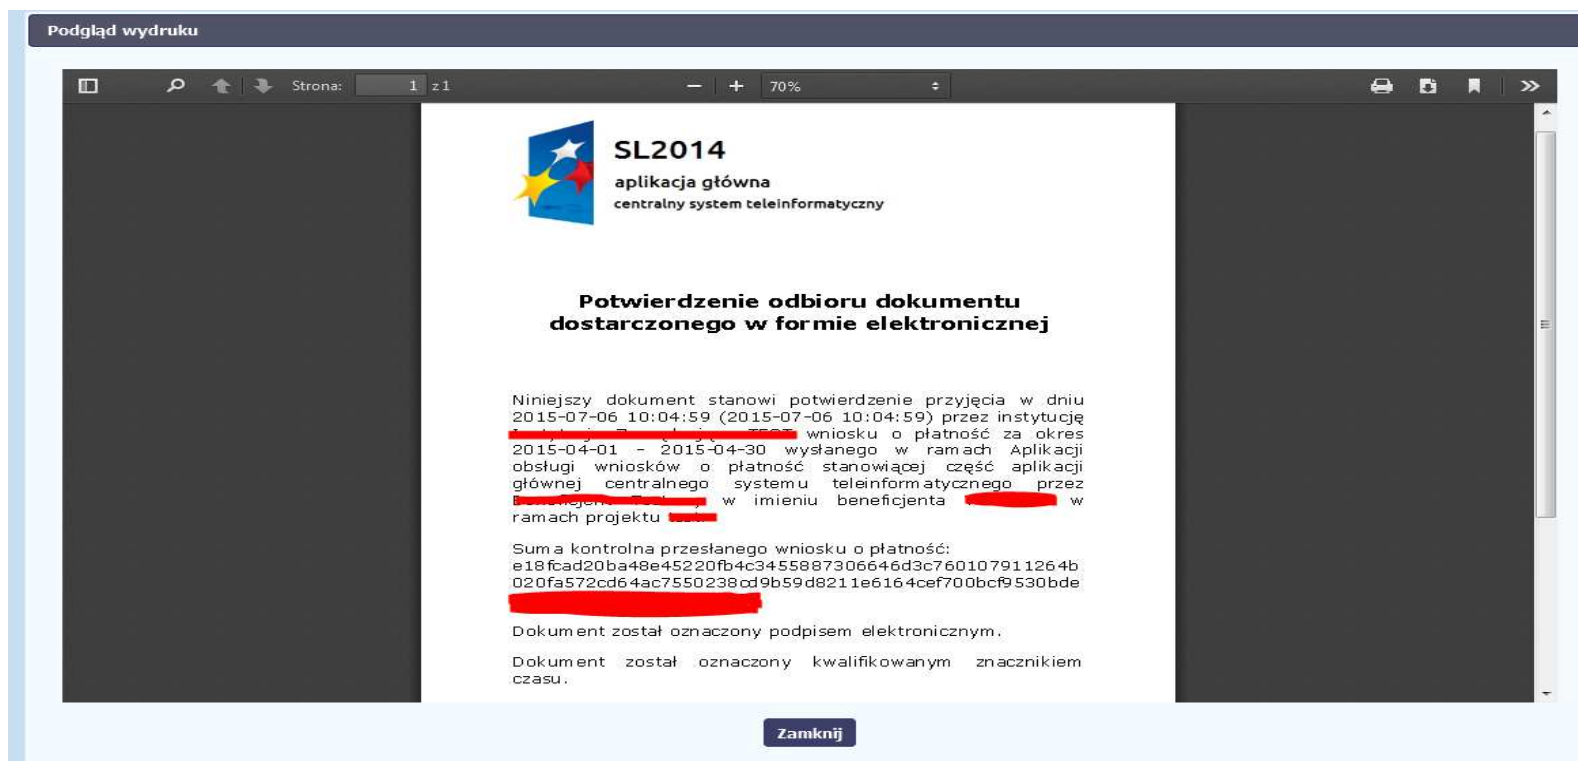 Podgląd wydruku
Strona: 1 z 1
70%
SL2014
aplikacja główna
centralny system teleinformatyczny
Potwierdzenie odbioru dokumentu
dostarczonego w formie elektronicznej
Niniejszy dokument stanowi potwierdzenie przyjęcia w dniu
2015-07-06 10:04:59 (2015-07-06 10:04:59) przez instytucję
wniosku o płatność za okres
2015-04-01 - 2015-04-30 wysłanego w ramach Aplikacji
obsługi wniosków o płatność stanowiącej część aplikacji
głównej centralnego systemu teleinformatycznego przez
w imieniu beneficjenta w
ramach projektu
Suma kontrolna przesłanego wniosku o płatność:
e18fcad20ba48e45220fb4c3455887306646d3c760107911264b
020fa572cd64ac7550238cd9b59d8211e6164cef700bcf9530bde
Dokument został oznaczony podpisem elektronicznym.
Dokument został oznaczony kwalifikowanym znacznikiem
czasu.
Zamknij